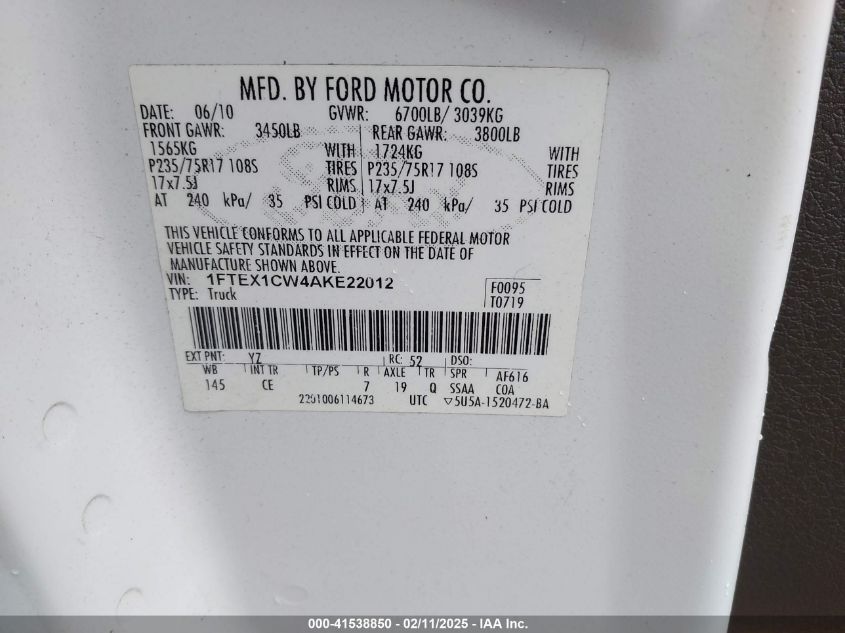 MFD. BY FORD MOTOR CO.
DATE: 06/10 GVWR: 6700LB/ 3039KG
FRONT GAWR: 3450LB REAR GAWR: 3800LB
1565KG WITH 1724KG WITH
P235/75R17 108S TIRES P235/75R17 108S TIRES
17x7.5J RIMS 17x7.5J RIMS
AT 240 kPa/ 35 PSI COLD AT 240 kPa/ 35 PSI COLD
THIS VEHICLE CONFORMS TO ALL APPLICABLE FEDERAL MOTOR
VEHICLE SAFETY STANDARDS IN EFFECT ON THE DATE OF
MANUFACTURE SHOWN ABOVE.
VIN: 1FTEX1CW4AKE22012 F0095
TYPE: Truck T0719
EXT PNT: YZ RC: 52 DSO:
WB INT TR TP/PS R AXLE TR SPR AF616
145 CE 7 19 Q SSAA COA
2201006114673 UTC ▽5U5A-1520472-BA
000-41538850 - 02/11/2025 - IAA Inc.